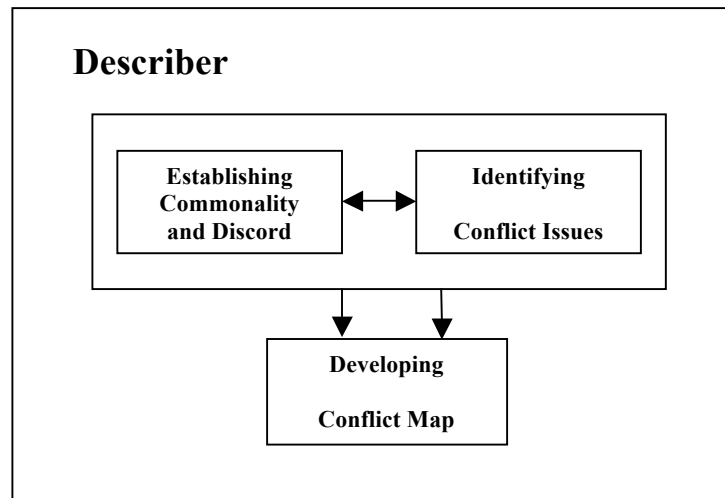 Describer
Establishing
Commonality
and Discord
Identifying
Conflict Issues
Developing
Conflict Map